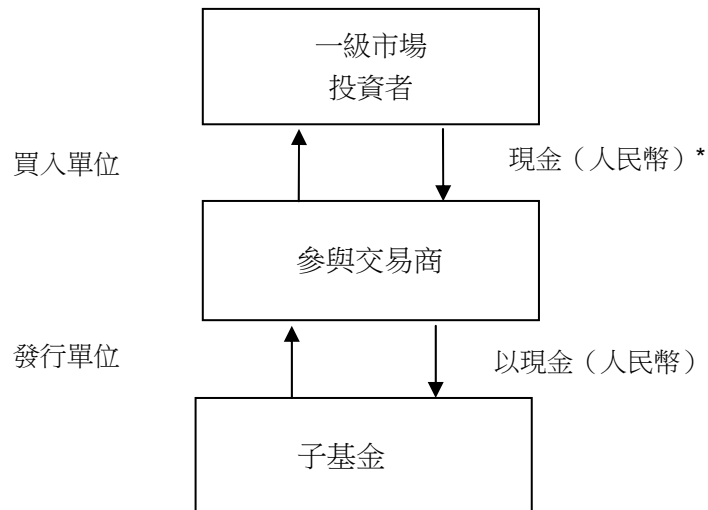 一級市場
投資者
買入單位
現金（人民幣）*
參與交易商
發行單位
以現金（人民幣）
子基金